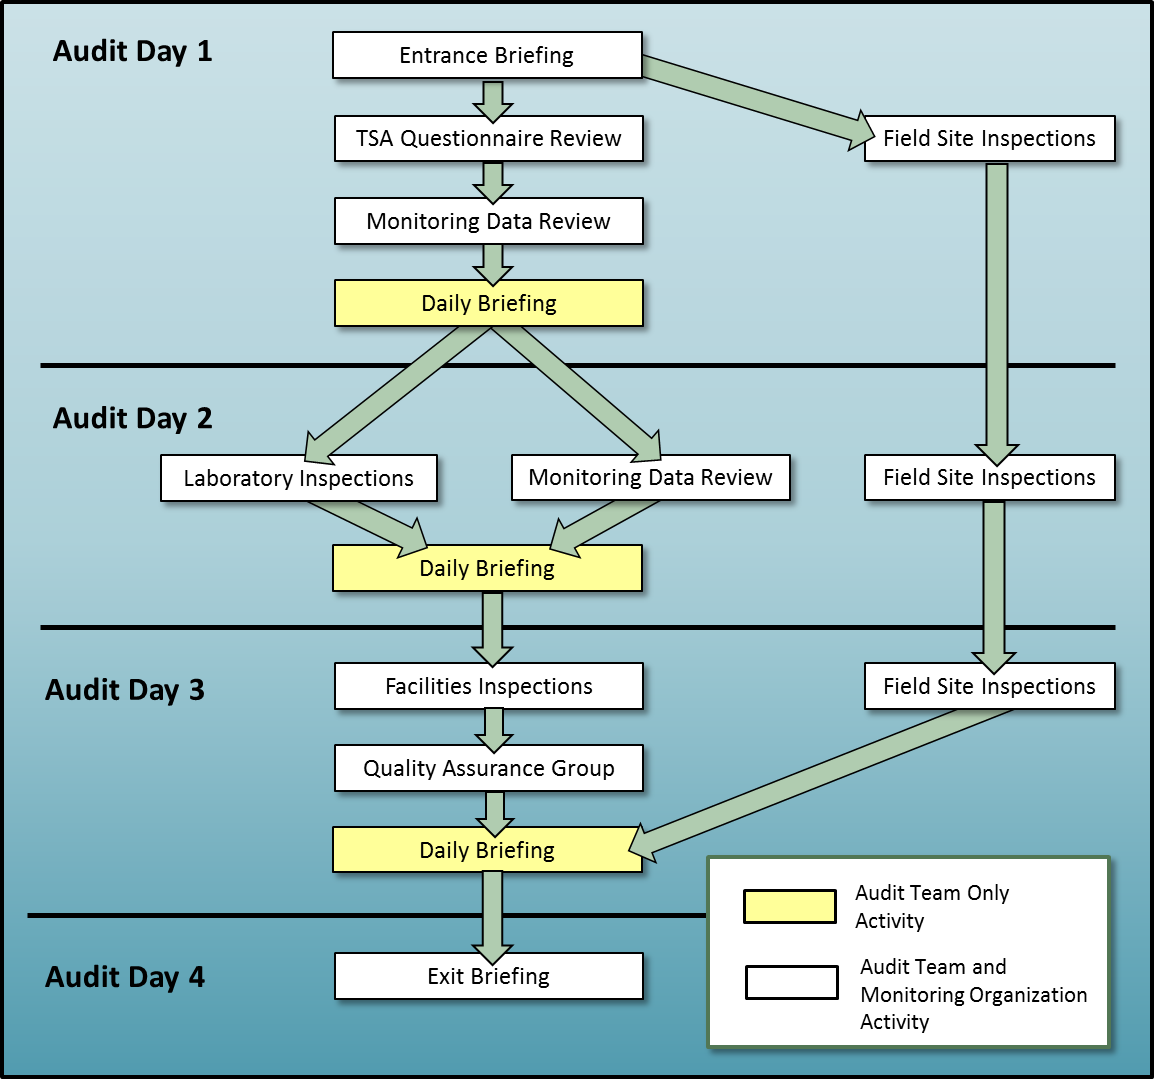 Audit Day 1
Entrance Briefing
TSA Questionnaire Review
Field Site Inspections
Monitoring Data Review
Daily Briefing
Audit Day 2
Laboratory Inspections
Monitoring Data Review
Field Site Inspections
Daily Briefing
Audit Day 3
Facilities Inspections
Field Site Inspections
Quality Assurance Group
Daily Briefing
Audit Team Only
Activity
Audit Day 4
Exit Briefing
Audit Team and
Monitoring Organization
Activity